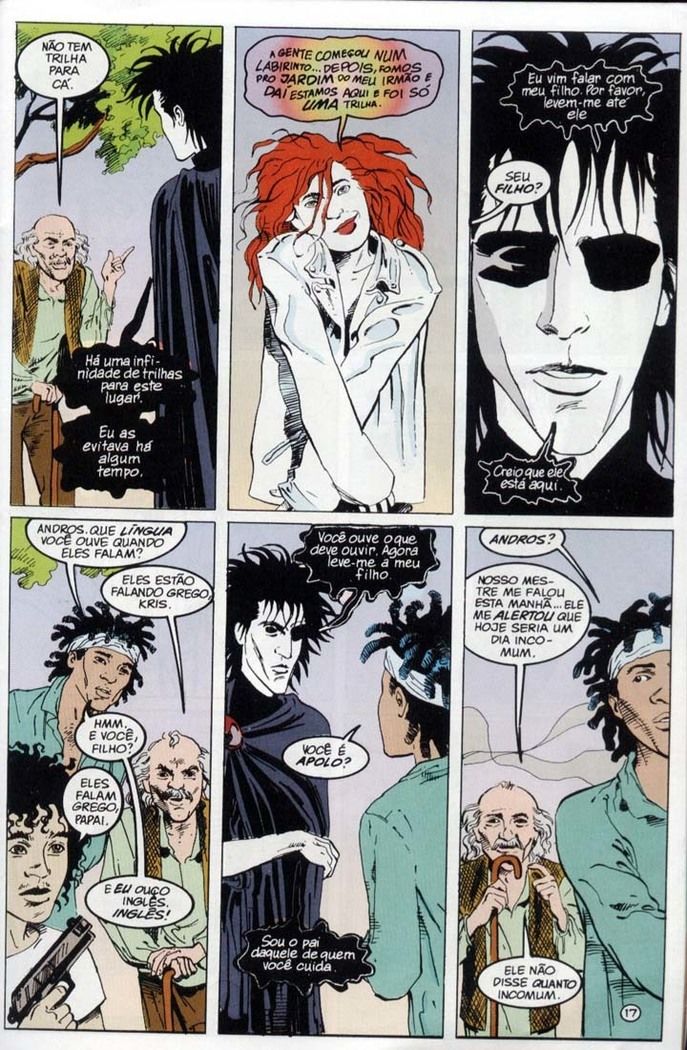 NÃO TEM
TRILHA
PARA
CÁ.
Há uma infi-
nidade de trilhas
para este
lugar.
Eu as
evitava há
algum
tempo.
A GENTE COMEÇOU NUM
LABIRINTO... DEPOIS, FOMOS
PRO JARDIM DO MEU IRMÃO E
DAÍ ESTAMOS AQUI E FOI SÓ
UMA TRILHA.
Eu vim falar com
meu filho. Por favor,
levem-me até
ele
SEU
FILHO?
Creio que ele
está aqui.
ANDROS. QUE LÍNGUA
VOCÊ OUVE QUANDO
ELES FALAM?
ELES ESTÃO
FALANDO GREGO,
KRIS.
HMM.
E VOCÊ,
FILHO?
ELES
FALAM
GREGO,
PAPAI.
E EU OUÇO
INGLÊS.
INGLÊS!
Você ouve o que
deve ouvir. Agora
leve-me a meu
filho.
VOCÊ É
APOLO?
Sou o pai
daquele de quem
você cuida.
ANDROS?
NOSSO MES-
TRE ME FALOU
ESTA MANHÃ... ELE
ME ALERTOU QUE
HOJE SERIA UM
DIA INCO-
MUM.
ELE NÃO
DISSE QUANTO
INCOMUM.
17